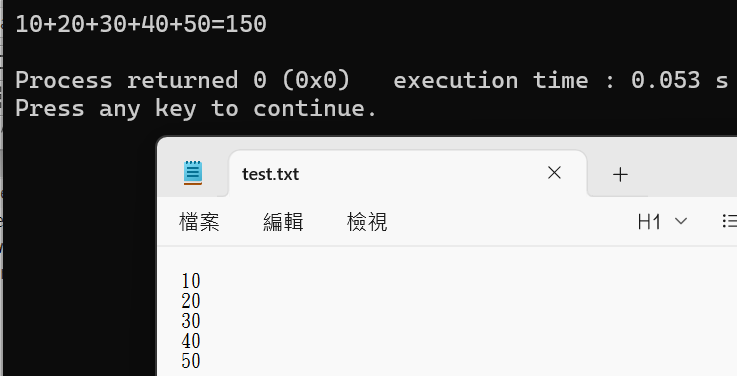 10+20+30+40+50=150
Process returned 0 (0x0)   execution time : 0.053 s
Press any key to continue.
test.txt
檔案 編輯 檢視 H1
10
20
30
40
50